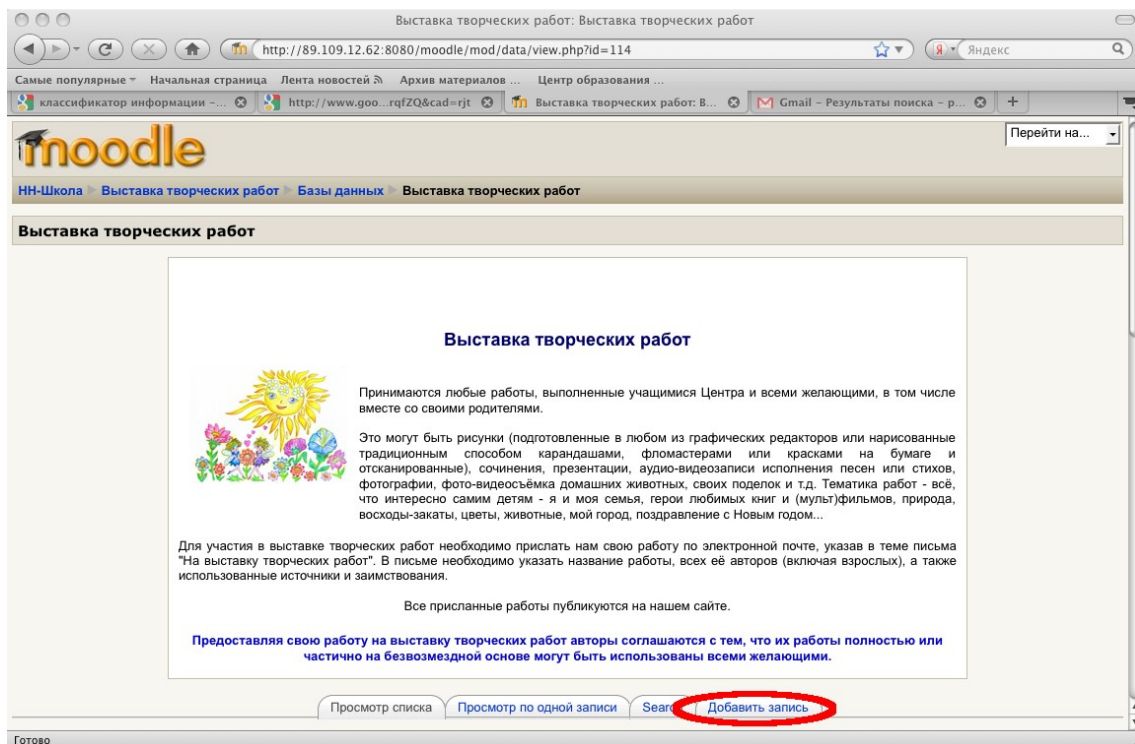 Выставка творческих работ: Выставка творческих работ
http://89.109.12.62:8080/moodle/mod/data/view.php?id=114
Яндекс
Самые популярные Начальная страница Лента новостей Архив материалов ... Центр образования ...
классификатор информации -... http://www.goo...rqfZQ&cad=rjt Выставка творческих работ: В... Gmail - Результаты поиска - р... +
moodle
Перейти на...
НН-Школа Выставка творческих работ Базы данных Выставка творческих работ
Выставка творческих работ
Выставка творческих работ
Принимаются любые работы, выполненные учащимися Центра и всеми желающими, в том числе
вместе со своими родителями.
Это могут быть рисунки (подготовленные в любом из графических редакторов или нарисованные
традиционным способом карандашами, фломастерами или красками на бумаге и
отсканированные), сочинения, презентации, аудио-видеозаписи исполнения песен или стихов,
фотографии, фото-видеосъёмка домашних животных, своих поделок и т.д. Тематика работ - всё,
что интересно самим детям - я и моя семья, герои любимых книг и (мульт)фильмов, природа,
восходы-закаты, цветы, животные, мой город, поздравление с Новым годом...
Для участия в выставке творческих работ необходимо прислать нам свою работу по электронной почте, указав в теме письма
"На выставку творческих работ". В письме необходимо указать название работы, всех её авторов (включая взрослых), а также
использованные источники и заимствования.
Все присланные работы публикуются на нашем сайте.
Предоставляя свою работу на выставку творческих работ авторы соглашаются с тем, что их работы полностью или
частично на безвозмездной основе могут быть использованы всеми желающими.
Просмотр списка Просмотр по одной записи Searc Добавить запись
Готово